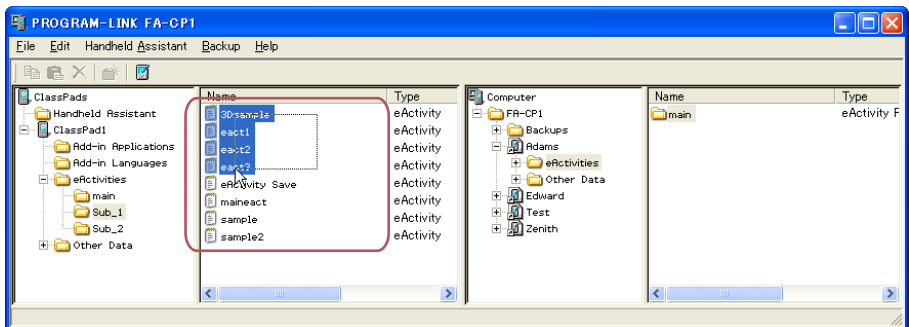 PROGRAM-LINK FA-CP1
File Edit Handheld Assistant Backup Help
ClassPads
Handheld Assistant
ClassPad1
Add-in Applications
Add-in Languages
eActivities
main
Sub_1
Sub_2
Other Data
Name Type
3Dsample eActivity
eact1 eActivity
eact2 eActivity
eact3 eActivity
eActivity Save eActivity
maineact eActivity
sample eActivity
sample2 eActivity
Computer
FA-CP1
Backups
Adams
eActivities
Other Data
Edward
Test
Zenith
Name Type
main eActivity F